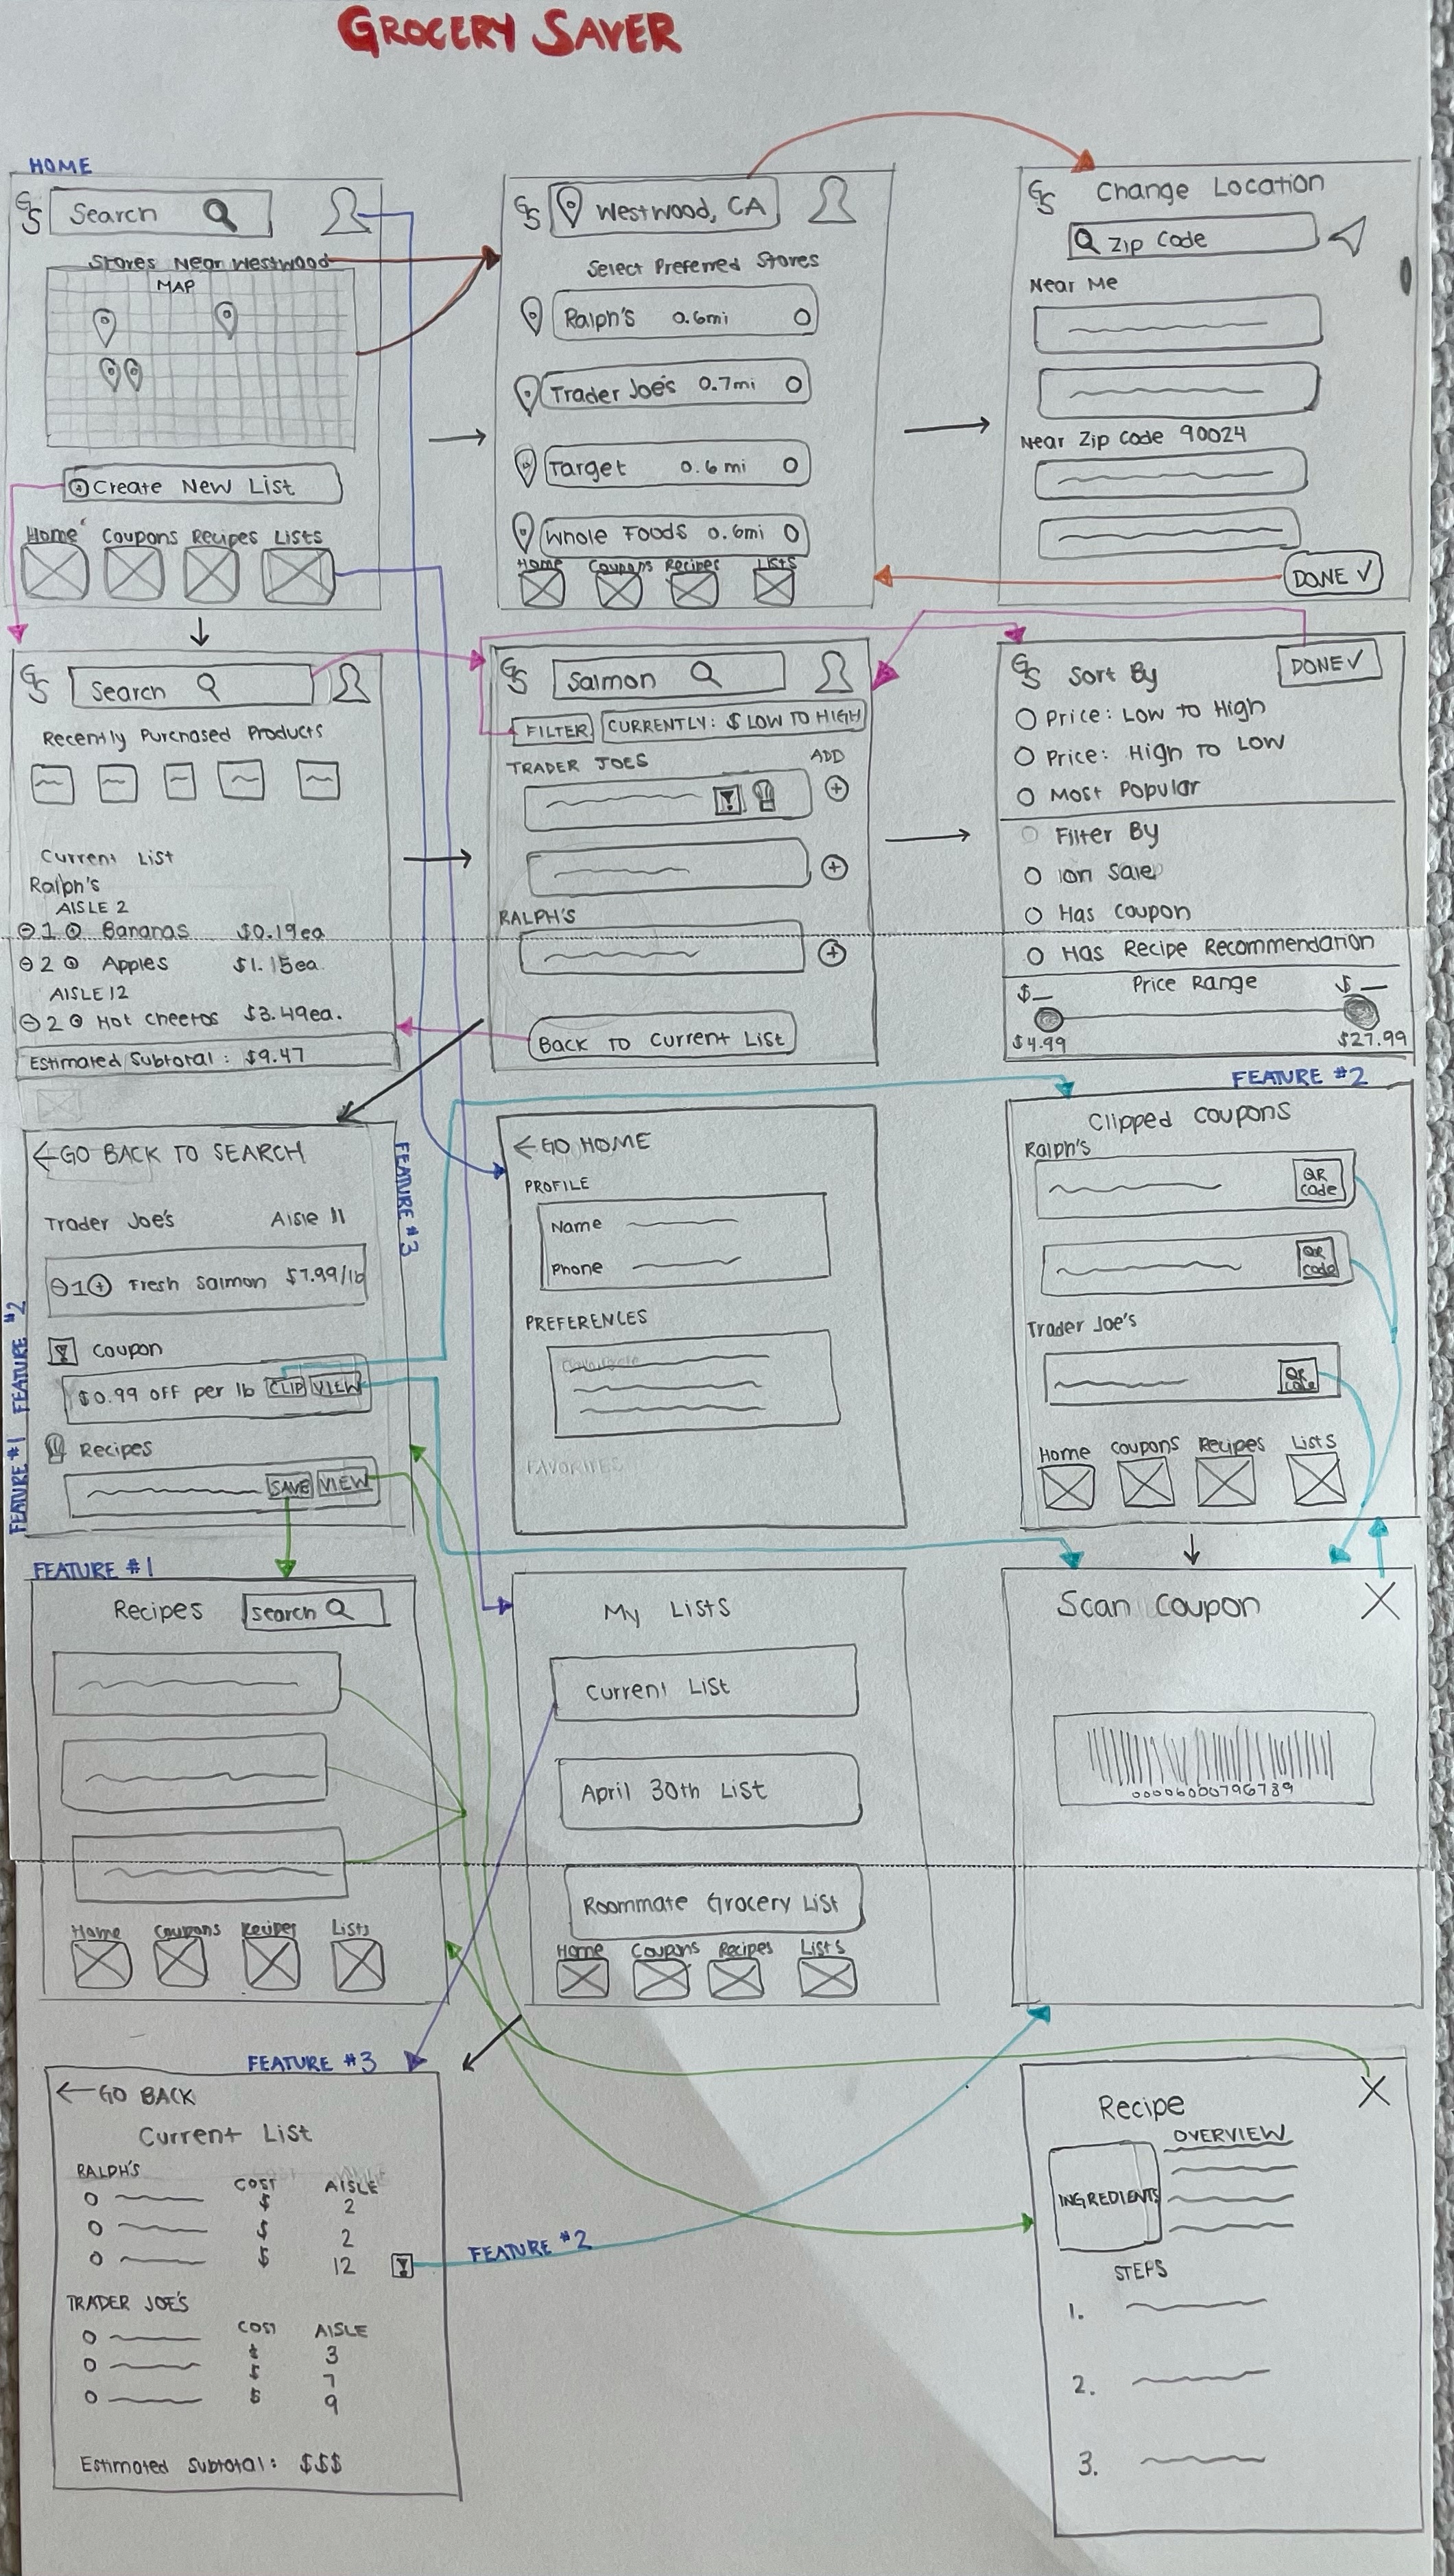 GROCERY SAVER
HOME
GS Search
Stores Near Westwood
MAP
Create New List
Home Coupons Recipes Lists
GS Westwood, CA
Select Preferred Stores
Ralph's 0.6mi
Trader Joe's 0.7mi
Target 0.6mi
Whole Foods 0.6mi
Home Coupons Recipes Lists
GS Change Location
Zip Code
Near Me
Near Zip Code 90024
DONE ✓
GS Search
Recently Purchased Products
Current List
Ralph's
AISLE 2
1 Bananas $0.19ea
2 Apples $1.15ea.
AISLE 12
2 Hot Cheetos $3.49ea.
Estimated Subtotal: $9.47
GS Salmon
FILTER CURRENTLY: $ LOW TO HIGH
TRADER JOES ADD
RALPH'S
Back To Current List
GS Sort By DONE ✓
Price: Low to High
Price: High to Low
Most Popular
Filter By
On Sale
Has Coupon
Has Recipe Recommendation
$_ Price Range $_
$4.99 $27.99
FEATURE #3
FEATURE #1 FEATURE #2
← GO BACK TO SEARCH
Trader Joe's Aisle 11
1 Fresh Salmon $7.99/lb
Coupon
$0.99 off per lb CLIP VIEW
Recipes
SAVE VIEW
← GO HOME
PROFILE
Name
Phone
PREFERENCES
FAVORITES
FEATURE #2
Clipped Coupons
Ralph's
QR code
QR code
Trader Joe's
QR code
Home Coupons Recipes Lists
FEATURE #1
Recipes Search
Home Coupons Recipes Lists
My Lists
Current List
April 30th List
Roommate Grocery List
Home Coupons Recipes Lists
Scan Coupon X
FEATURE #3
← GO BACK
Current List
RALPH'S
COST AISLE
$ 2
$ 2
$ 12
FEATURE #2
TRADER JOE'S
COST AISLE
$ 3
$ 7
$ 9
Estimated Subtotal: $$$
Recipe X
OVERVIEW
INGREDIENTS
STEPS
1.
2.
3.